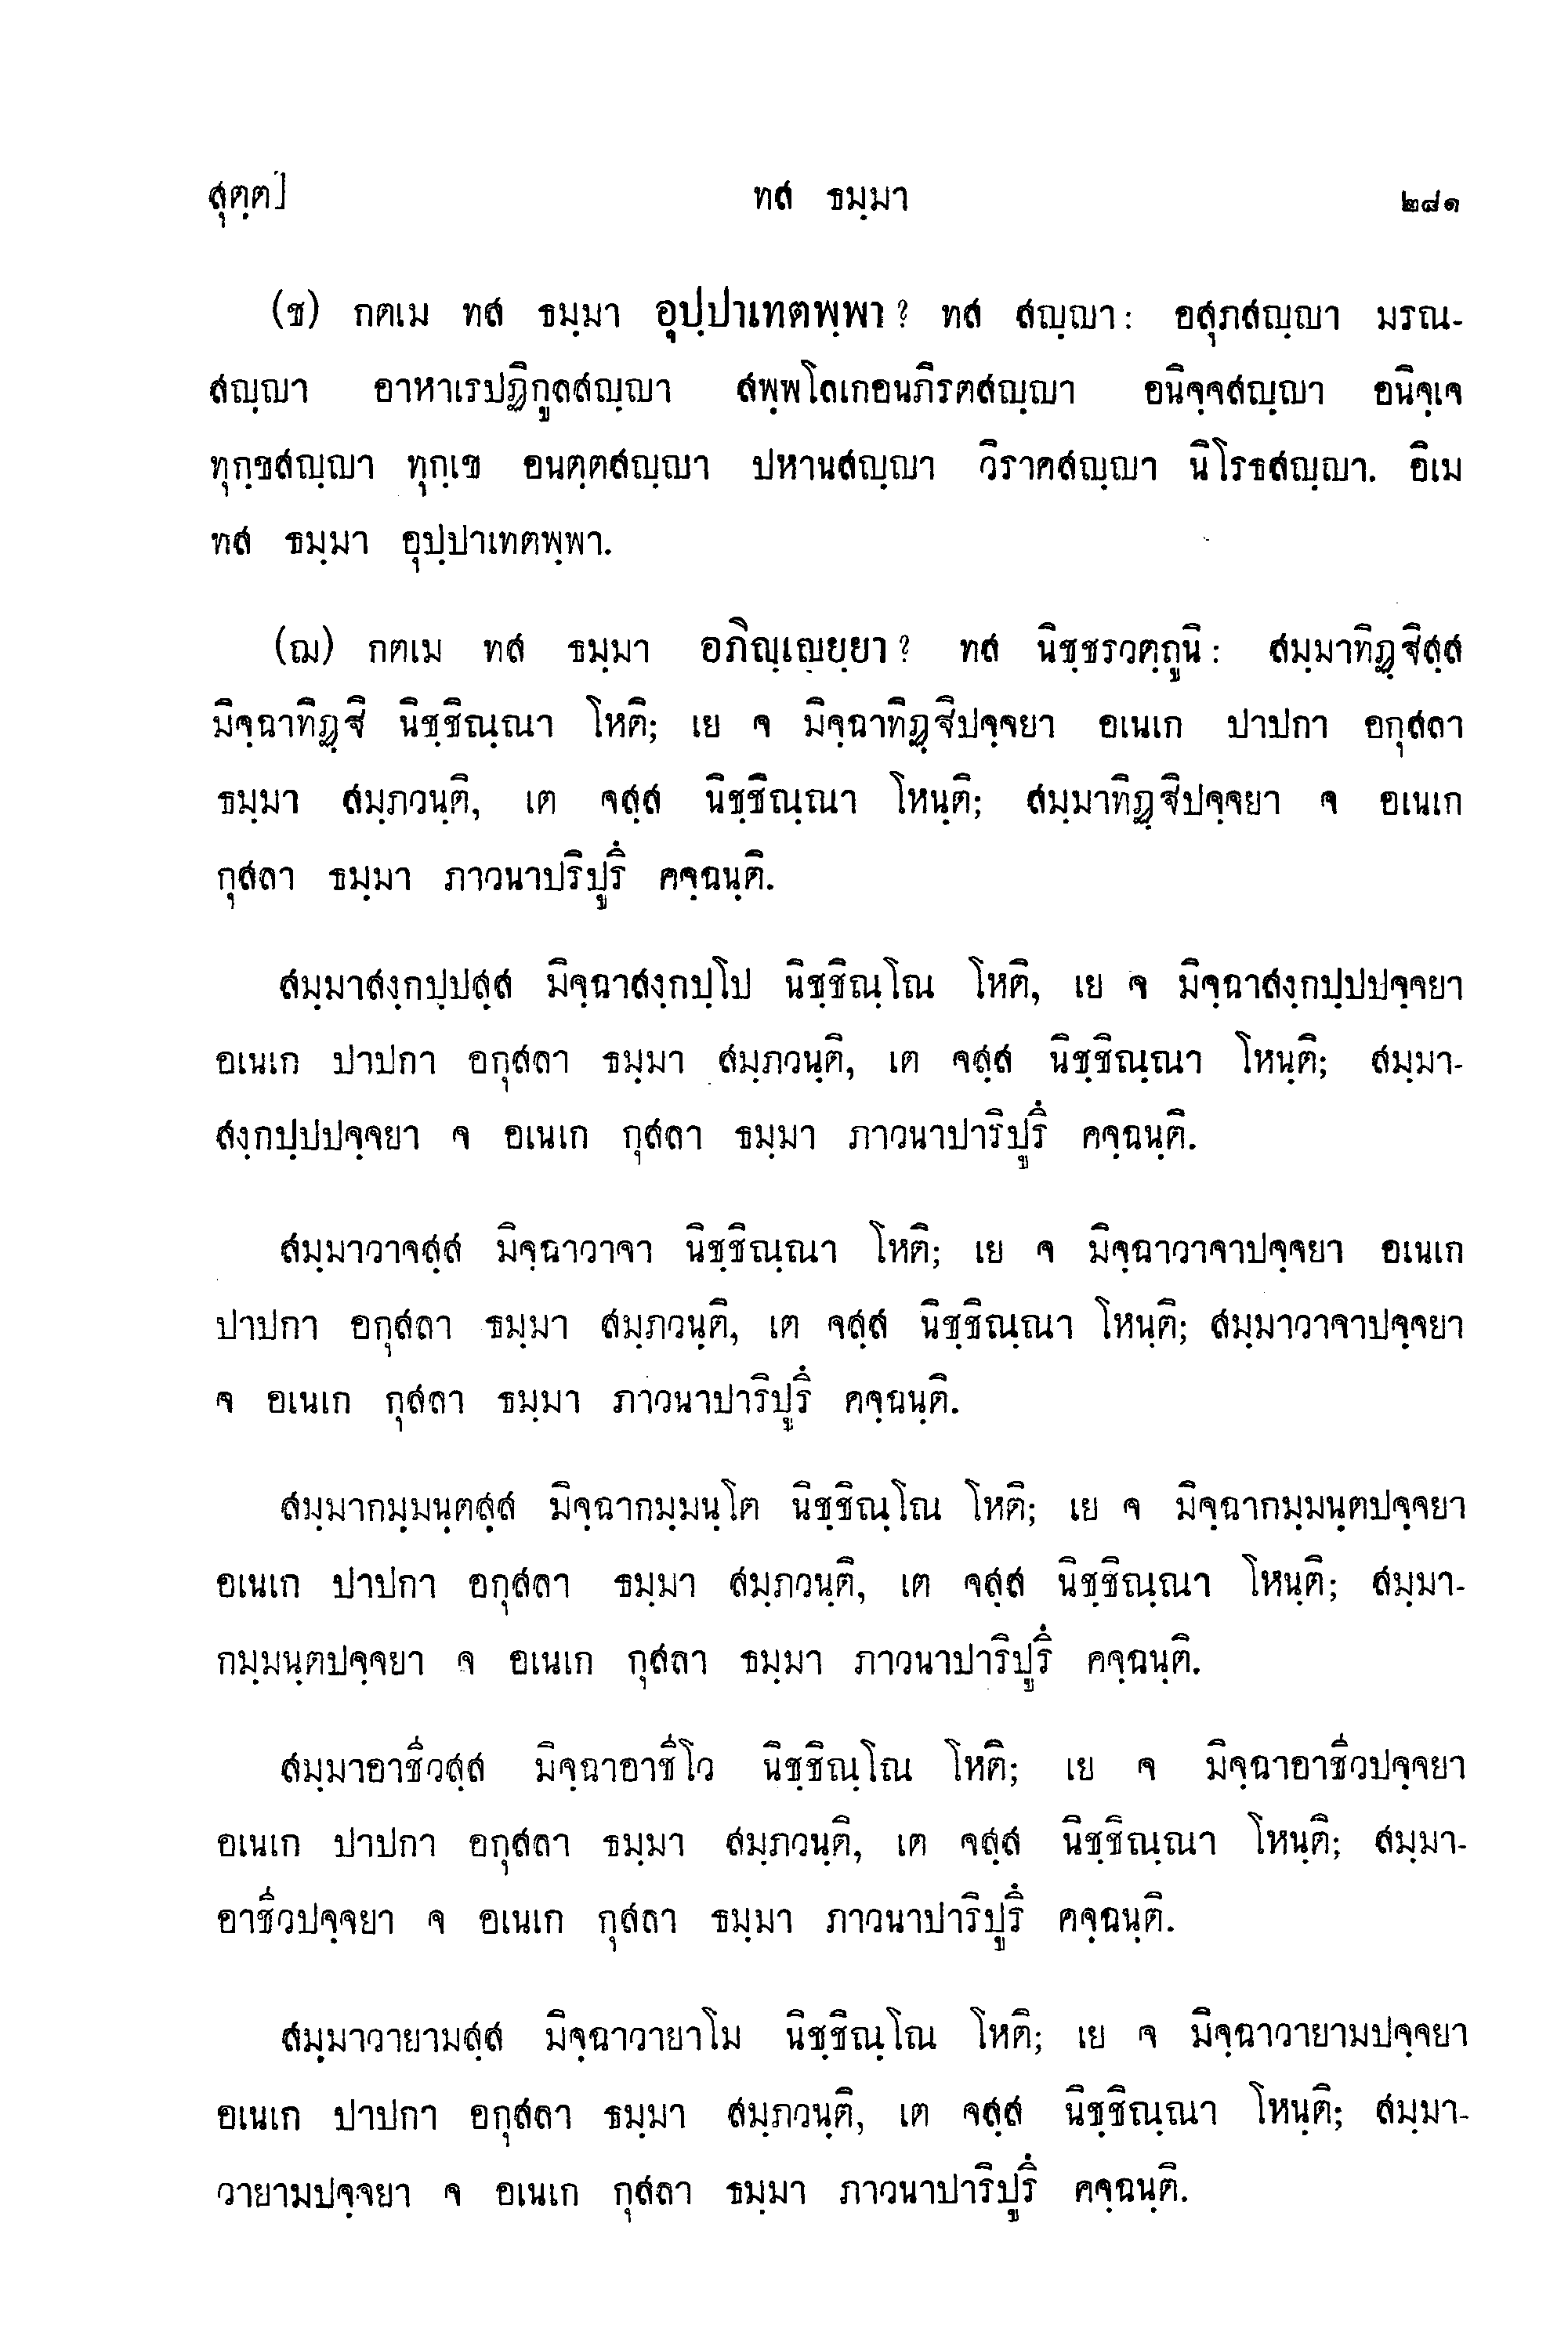 สุตฺต] ทส ธมฺมา ๒๘๑
(ช) กตเม ทส ธมฺมา อุปฺปาเทตพฺพา? ทส สญฺญา: อสุภสญฺญา มรณ-
สญฺญา อาหาเรปฏิกูลสญฺญา สพฺพโลเกอนภิรตสญฺญา อนิจฺจสญฺญา อนิจฺเจ
ทุกฺขสญฺญา ทุกฺเข อนตฺตสญฺญา ปหานสญฺญา วิราคสญฺญา นิโรธสญฺญา. อิเม
ทส ธมฺมา อุปฺปาเทตพฺพา.
(ฌ) กตเม ทส ธมฺมา อภิญฺเญยฺยา? ทส นิชฺชรวตฺถูนิ: สมฺมาทิฏฺฐิสฺส
มิจฺฉาทิฏฺฐิ นิชฺชิณฺณา โหติ; เย จ มิจฺฉาทิฏฺฐิปจฺจยา อเนเก ปาปกา อกุสลา
ธมฺมา สมฺภวนฺติ, เต จสฺส นิชฺชิณฺณา โหนฺติ; สมฺมาทิฏฺฐิปจฺจยา จ อเนเก
กุสลา ธมฺมา ภาวนาปริปูรึ คจฺฉนฺติ.
สมฺมาสงฺกปฺปสฺส มิจฺฉาสงฺกปฺโป นิชฺชิณฺโณ โหติ, เย จ มิจฺฉาสงฺกปฺปปจฺจยา
อเนเก ปาปกา อกุสลา ธมฺมา สมฺภวนฺติ, เต จสฺส นิชฺชิณฺณา โหนฺติ; สมฺมา-
สงฺกปฺปปจฺจยา จ อเนเก กุสลา ธมฺมา ภาวนาปาริปูรึ คจฺฉนฺติ.
สมฺมาวาจสฺส มิจฺฉาวาจา นิชฺชิณฺณา โหติ; เย จ มิจฺฉาวาจาปจฺจยา อเนเก
ปาปกา อกุสลา ธมฺมา สมฺภวนฺติ, เต จสฺส นิชฺชิณฺณา โหนฺติ; สมฺมาวาจาปจฺจยา
จ อเนเก กุสลา ธมฺมา ภาวนาปาริปูรึ คจฺฉนฺติ.
สมฺมากมฺมนฺตสฺส มิจฺฉากมฺมนฺโต นิชฺชิณฺโณ โหติ; เย จ มิจฺฉากมฺมนฺตปจฺจยา
อเนเก ปาปกา อกุสลา ธมฺมา สมฺภวนฺติ, เต จสฺส นิชฺชิณฺณา โหนฺติ; สมฺมา-
กมฺมนฺตปจฺจยา จ อเนเก กุสลา ธมฺมา ภาวนาปาริปูรึ คจฺฉนฺติ.
สมฺมาอาชีวสฺส มิจฺฉาอาชีโว นิชฺชิณฺโณ โหติ; เย จ มิจฺฉาอาชีวปจฺจยา
อเนเก ปาปกา อกุสลา ธมฺมา สมฺภวนฺติ, เต จสฺส นิชฺชิณฺณา โหนฺติ; สมฺมา-
อาชีวปจฺจยา จ อเนเก กุสลา ธมฺมา ภาวนาปาริปูรึ คจฺฉนฺติ.
สมฺมาวายามสฺส มิจฺฉาวายาโม นิชฺชิณฺโณ โหติ; เย จ มิจฺฉาวายามปจฺจยา
อเนเก ปาปกา อกุสลา ธมฺมา สมฺภวนฺติ, เต จสฺส นิชฺชิณฺณา โหนฺติ; สมฺมา-
วายามปจฺจยา จ อเนเก กุสลา ธมฺมา ภาวนาปาริปูรึ คจฺฉนฺติ.